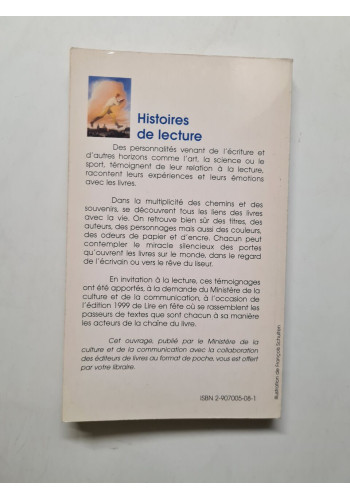 Histoires
de lecture
Des personnalités venant de l'écriture et
d'autres horizons comme l'art, la science ou le
sport, témoignent de leur relation à la lecture,
racontent leurs expériences et leurs émotions
avec les livres.
Dans la multiplicité des chemins et des
souvenirs, se découvrent tous les liens des livres
avec la vie. On retrouve bien sûr des titres, des
auteurs, des personnages mais aussi des couleurs,
des odeurs de papier et d'encre. Chacun peut
contempler le miracle silencieux des portes
qu'ouvrent les livres sur le monde, dans le regard
de l'écrivain ou vers le rêve du liseur.
En invitation à la lecture, ces témoignages
ont été apportés, à la demande du Ministère de la
culture et de la communication, à l'occasion de
l'édition 1999 de Lire en fête où se rassemblent les
passeurs de textes que sont chacun à sa manière
les acteurs de la chaîne du livre.
Cet ouvrage, publié par le Ministère de la
culture et de la communication avec la collaboration
des éditeurs de livres au format de poche, vous est offert
par votre libraire.
ISBN 2-907005-08-1
Illustration de François Schuiten